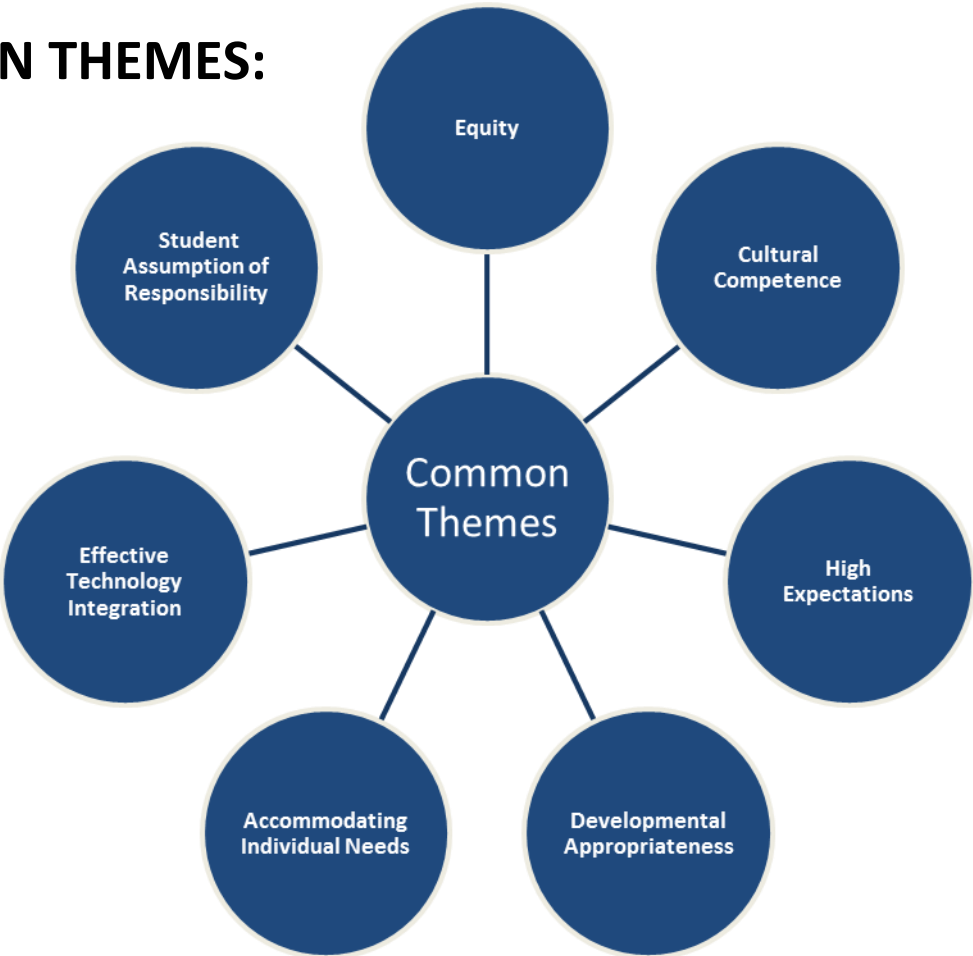 N THEMES:
Equity
Cultural
Competence
High
Expectations
Developmental
Appropriateness
Accommodating
Individual Needs
Effective
Technology
Integration
Student
Assumption of
Responsibility
Common
Themes